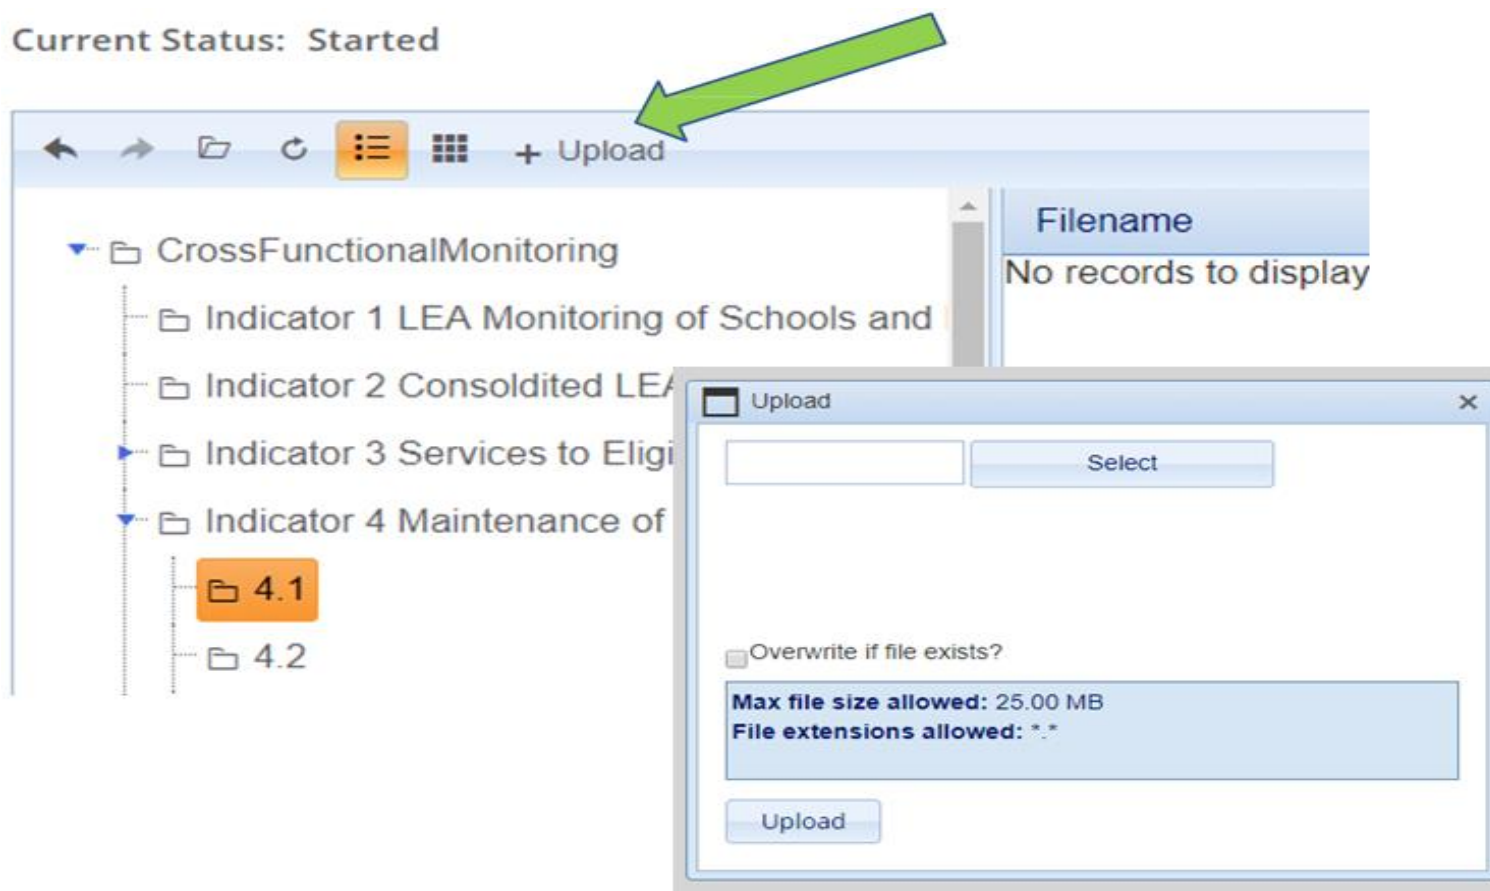 Current Status: Started
+ Upload
CrossFunctionalMonitoring
Indicator 1 LEA Monitoring of Schools and
Indicator 2 Consoldited LEA
Indicator 3 Services to Eligi
Indicator 4 Maintenance of
4.1
4.2
Filename
No records to display
Upload
Select
Overwrite if file exists?
Max file size allowed: 25.00 MB
File extensions allowed: *.*
Upload